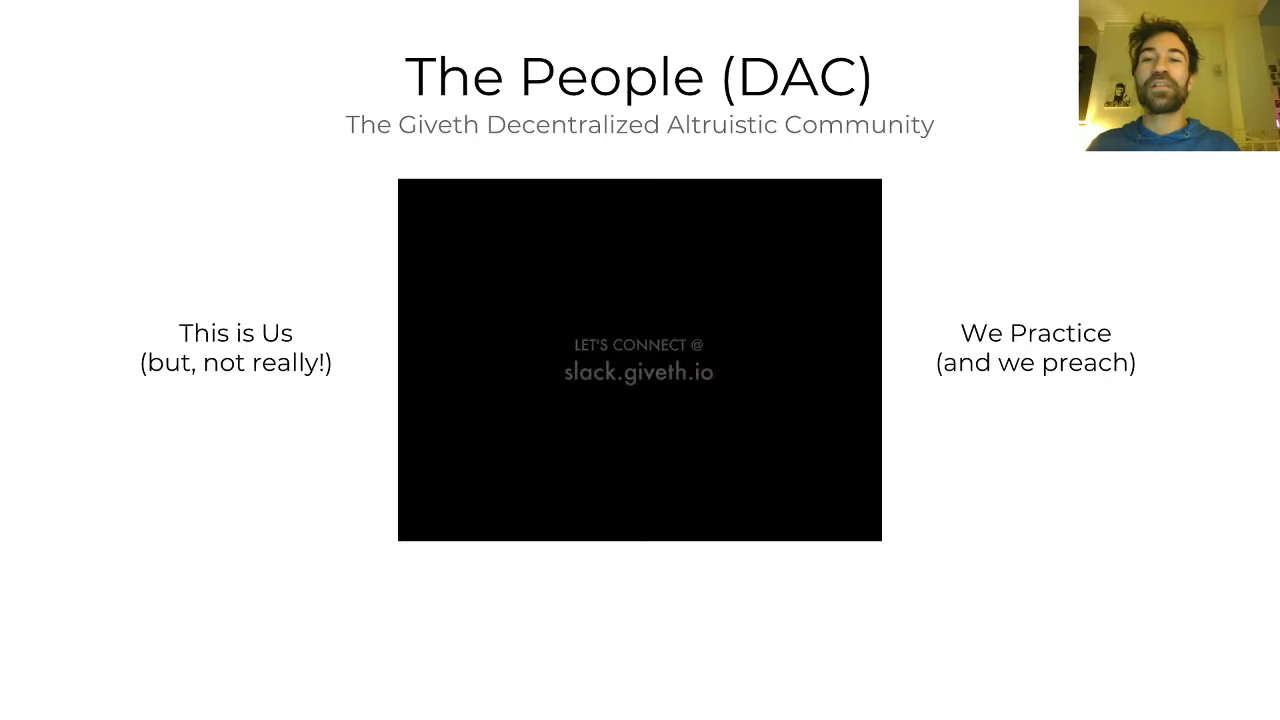 The People (DAC)
The Giveth Decentralized Altruistic Community
This is Us
(but, not really!)
LET'S CONNECT @
slack.giveth.io
We Practice
(and we preach)